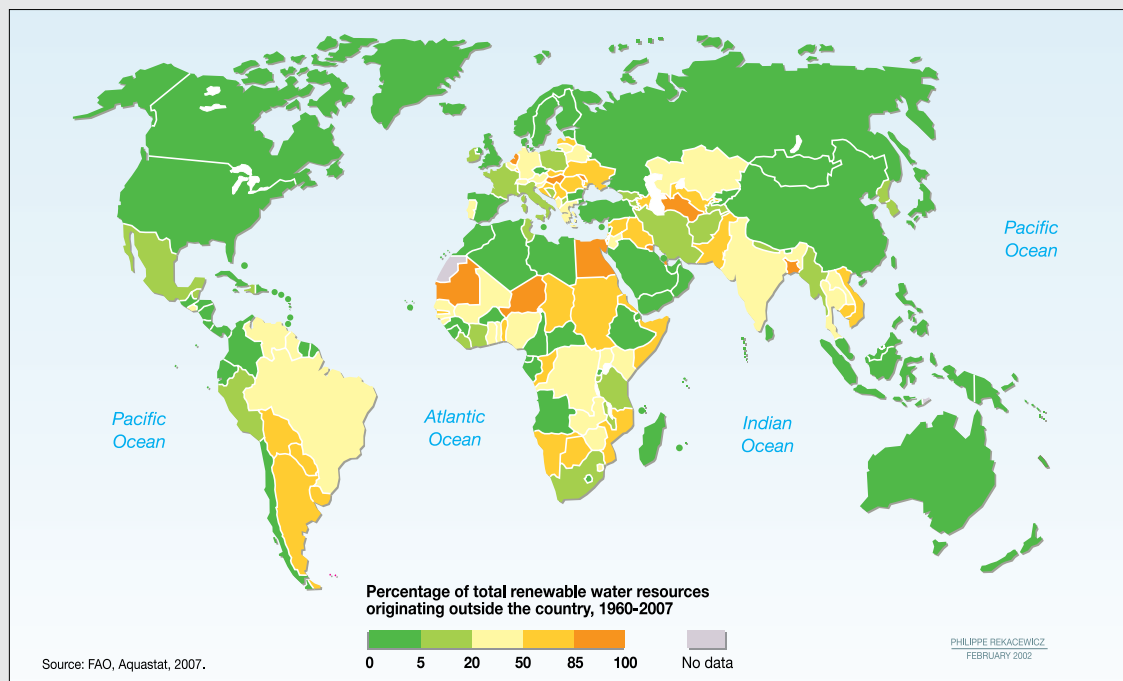 Pacific
Ocean
Pacific
Ocean
Atlantic
Ocean
Indian
Ocean
Percentage of total renewable water resources
originating outside the country, 1960-2007
0 5 20 50 85 100 No data
Source: FAO, Aquastat, 2007.
PHILIPPE REKACEWICZ
FEBRUARY 2002